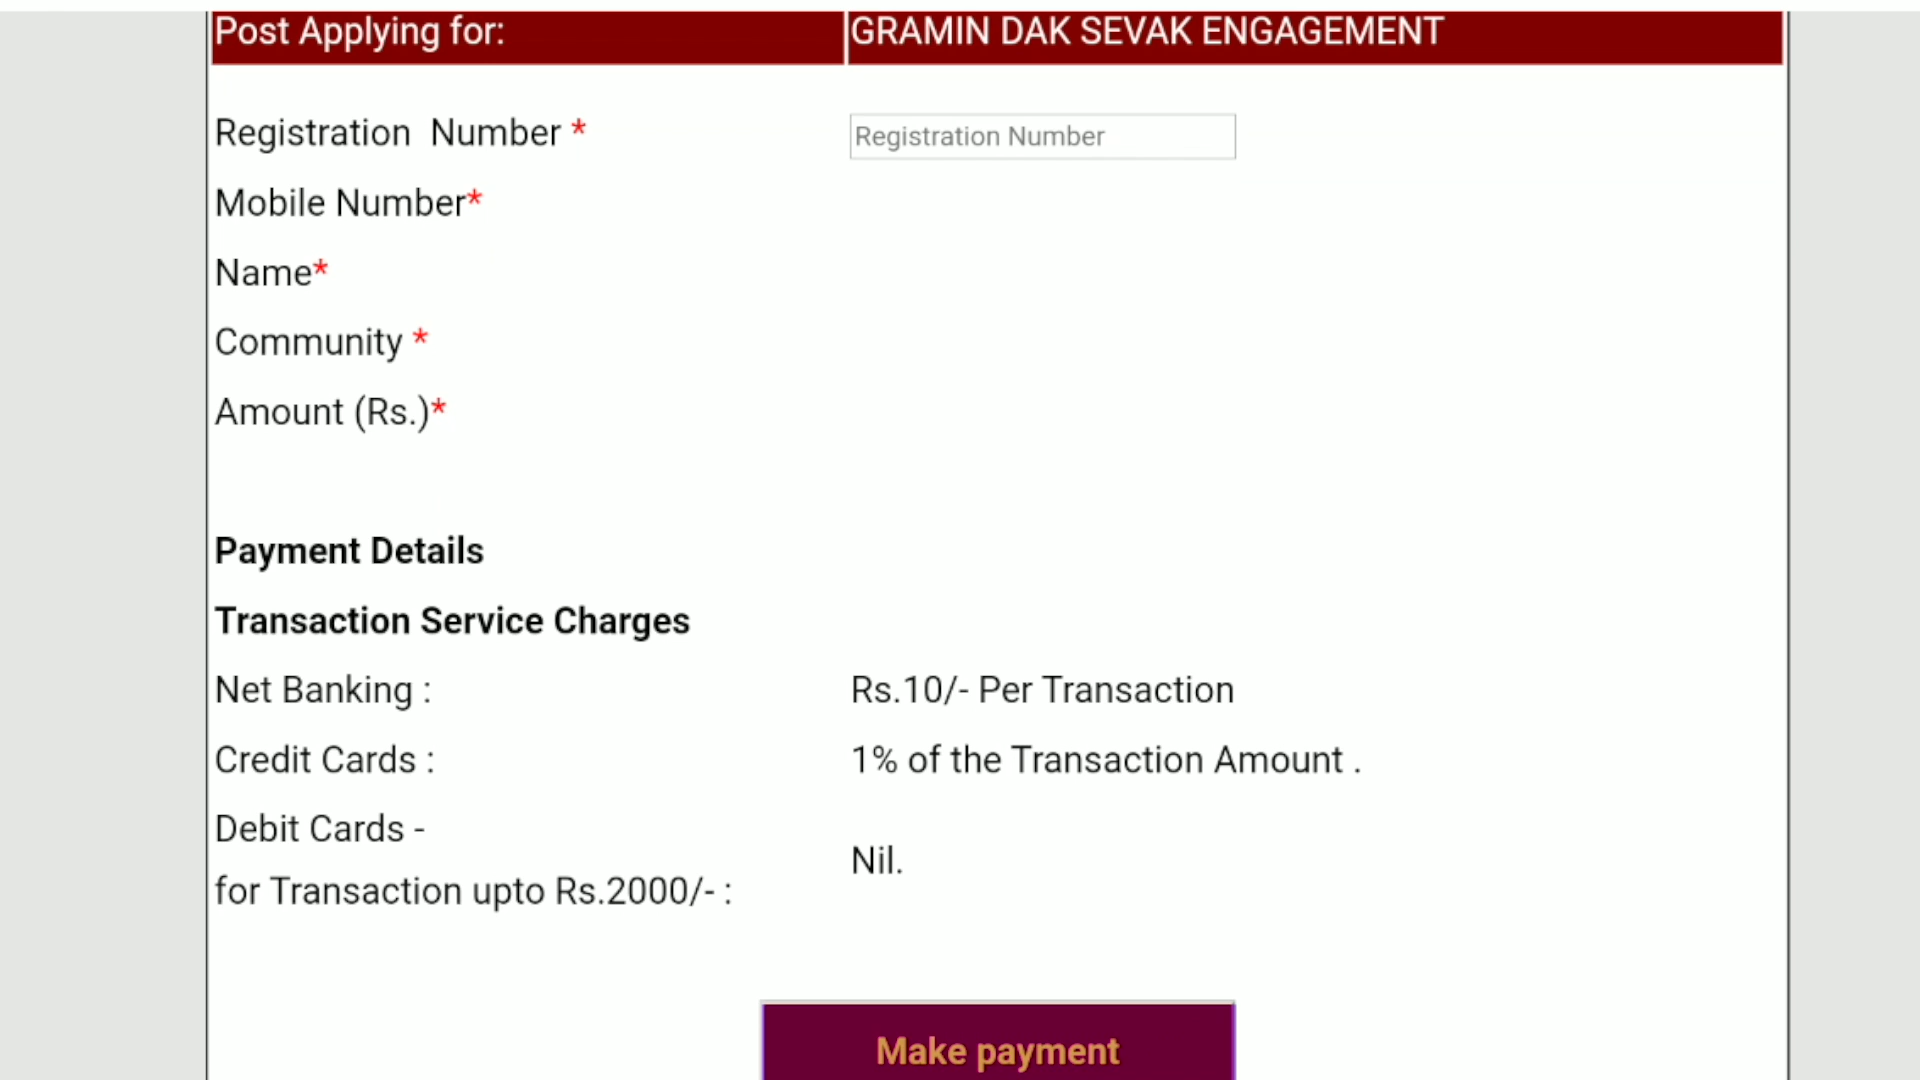 Post Applying for: GRAMIN DAK SEVAK ENGAGEMENT
Registration Number * Registration Number
Mobile Number*
Name*
Community *
Amount (Rs.)*
Payment Details
Transaction Service Charges
Net Banking : Rs.10/- Per Transaction
Credit Cards : 1% of the Transaction Amount .
Debit Cards -
for Transaction upto Rs.2000/- : Nil.
Make payment